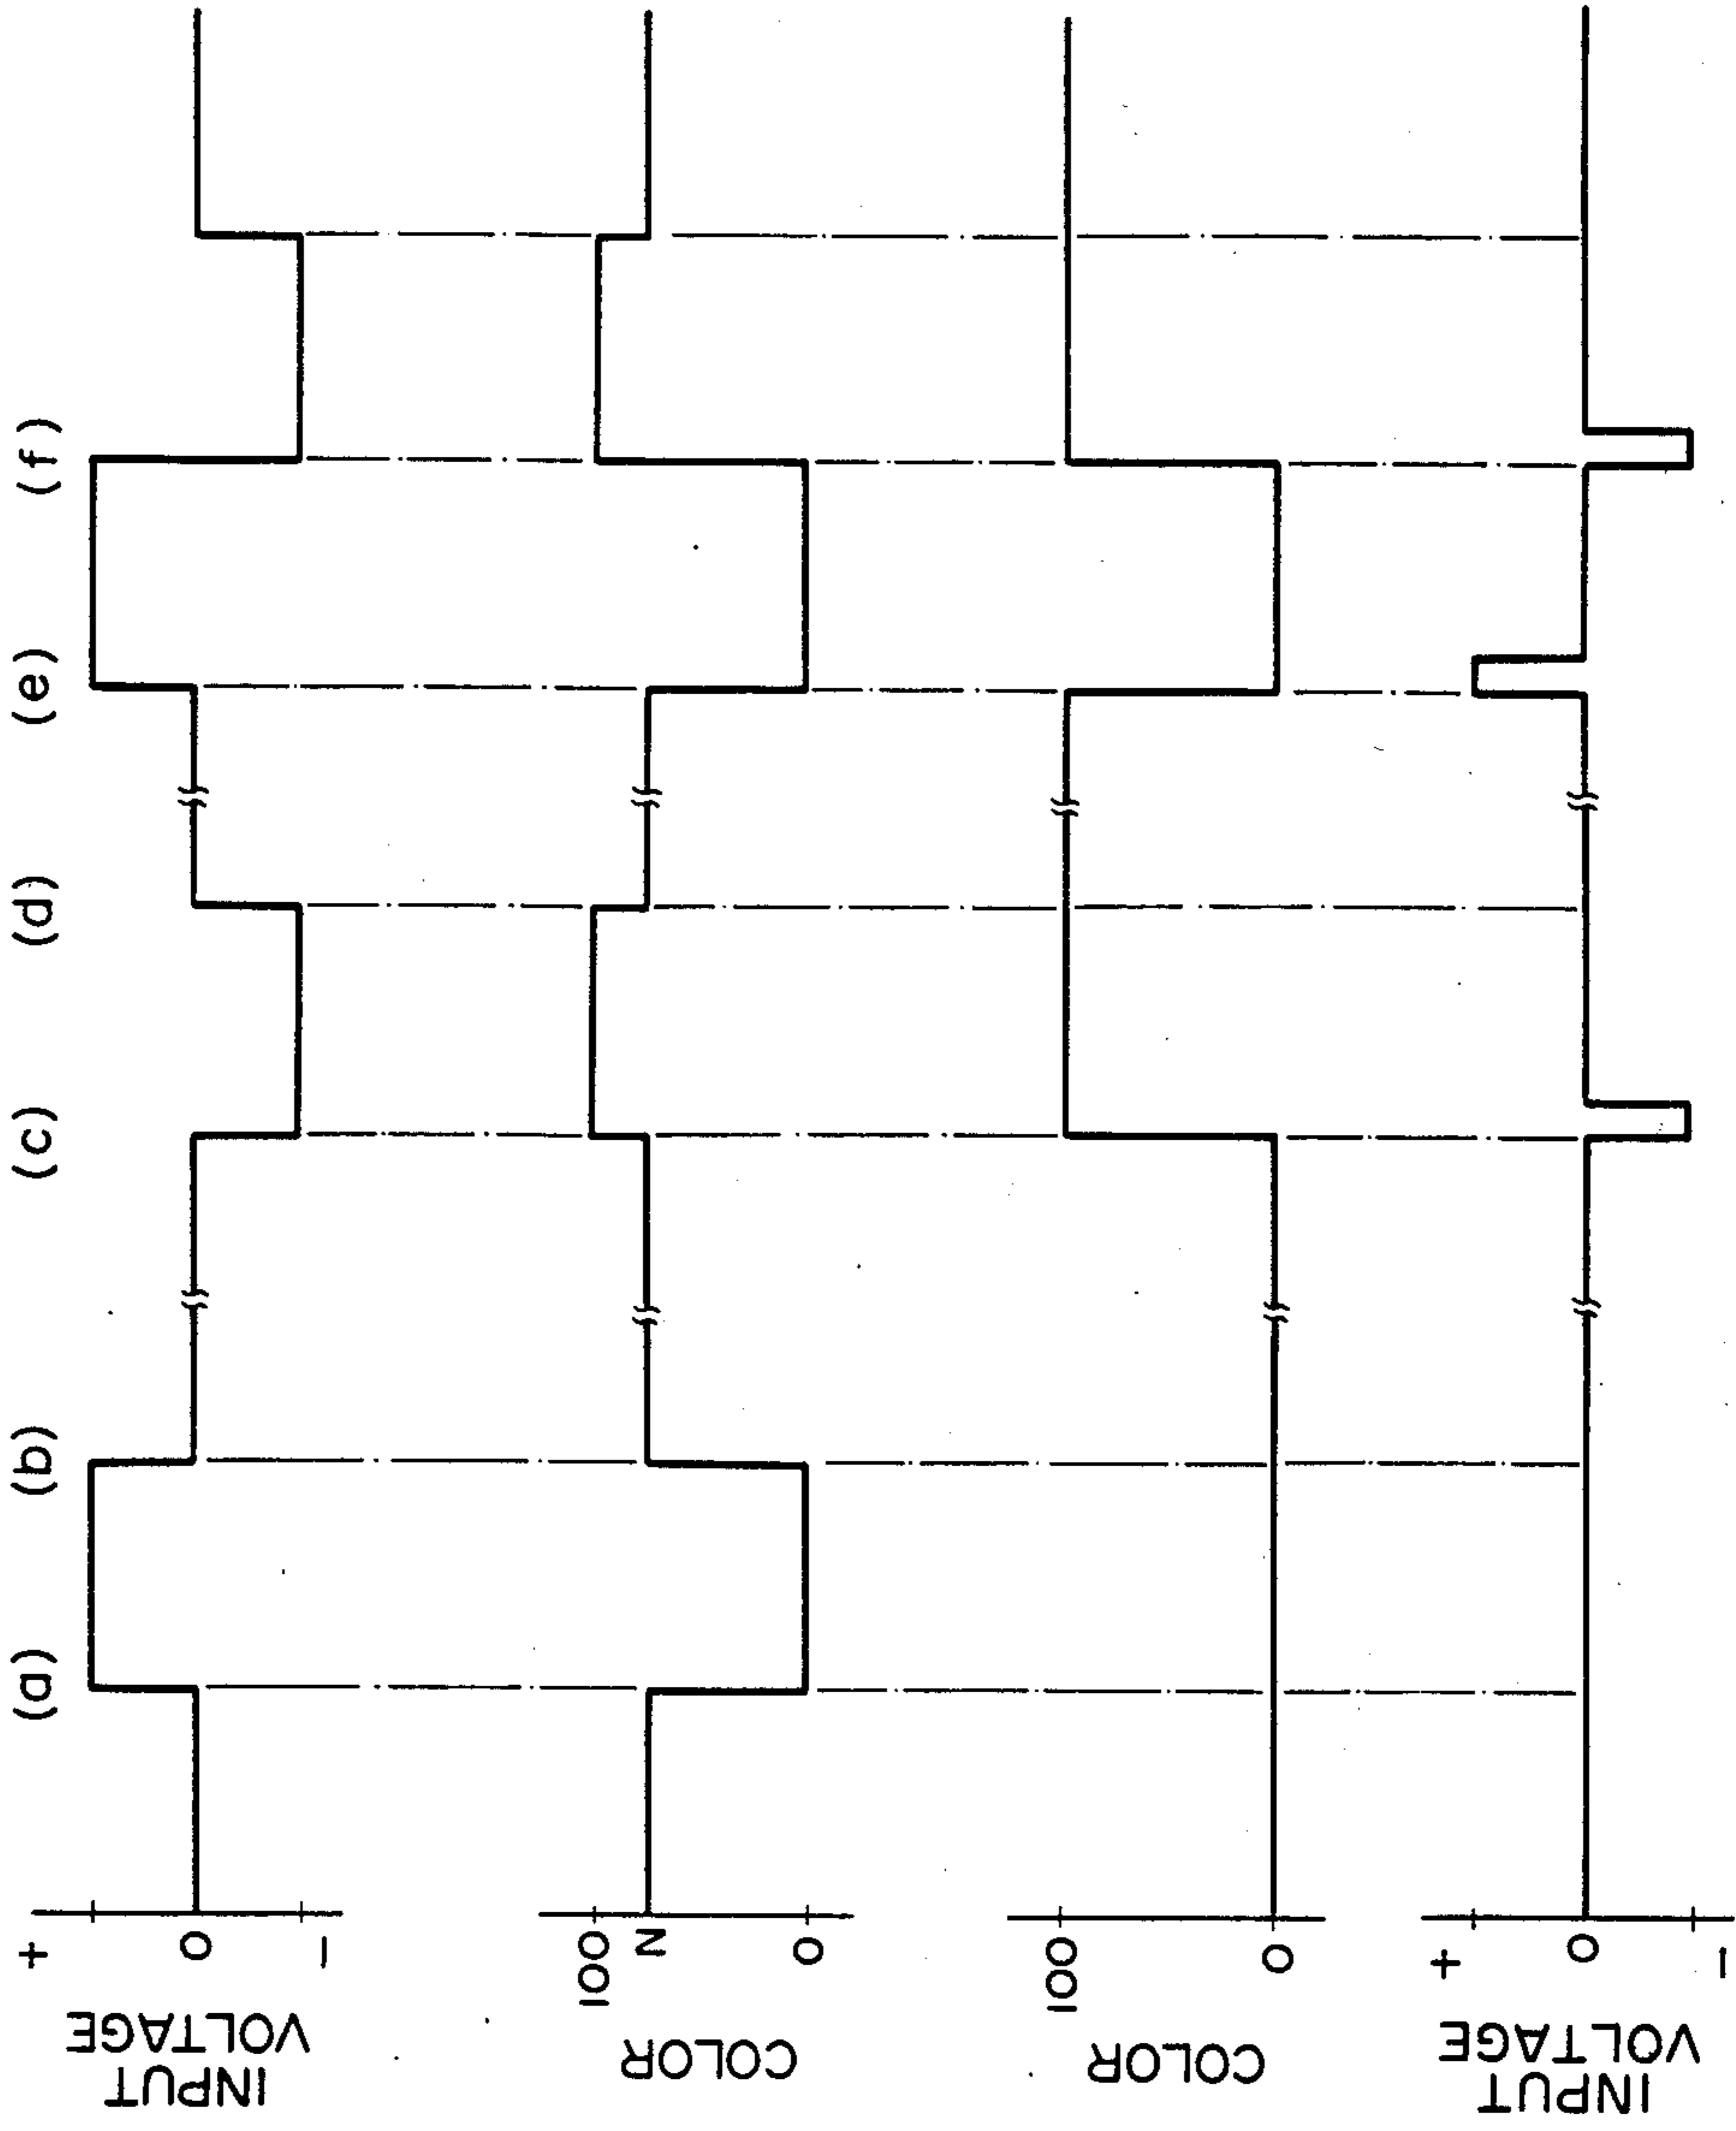 (a) (b) (c) (d) (e) (f)
INPUT
VOLTAGE
+
0
−
COLOR
100
N
0
COLOR
100
0
INPUT
VOLTAGE
+
0
−